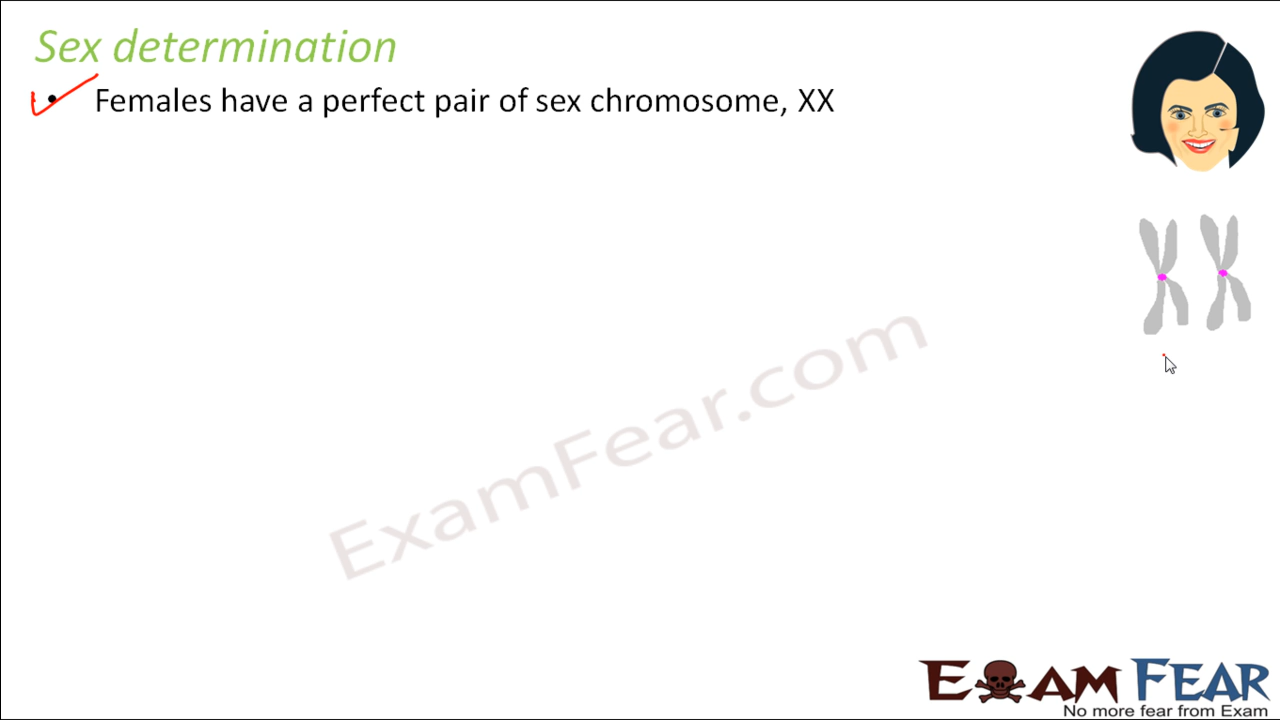 Sex determination
• Females have a perfect pair of sex chromosome, XX
ExamFear.com
EXAM FEAR
No more fear from Exam